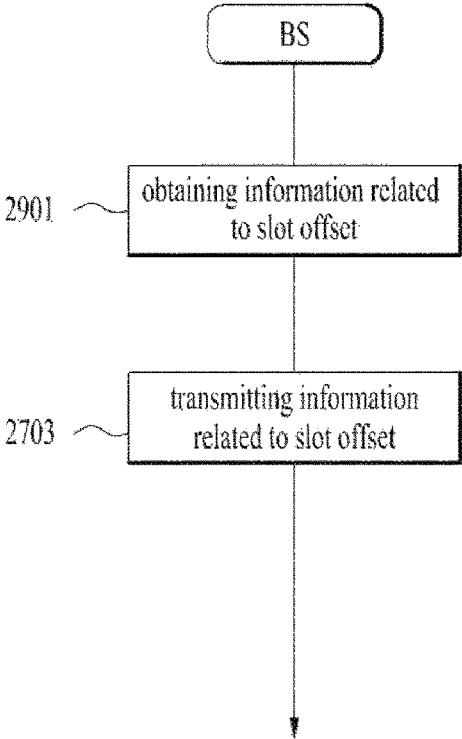 BS
2901
obtaining information related
to slot offset
2703
transmitting information
related to slot offset